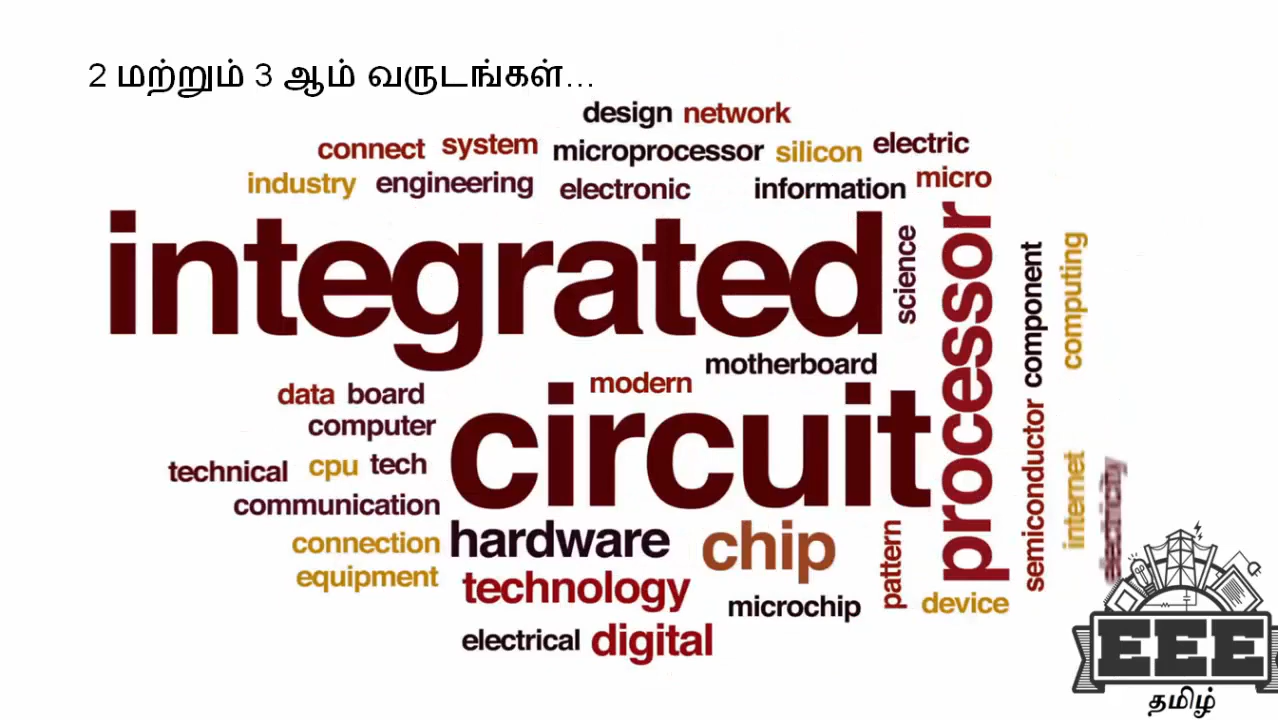 2 மற்றும் 3 ஆம் வருடங்கள்...
design network
connect system microprocessor silicon electric
industry engineering electronic information micro
integrated
science
processor
component
computing
motherboard
modern
data board
circuit
computer
technical cpu tech
communication
semiconductor
internet
electricity
connection hardware chip
equipment technology
pattern
microchip device
electrical digital
EEE
தமிழ்